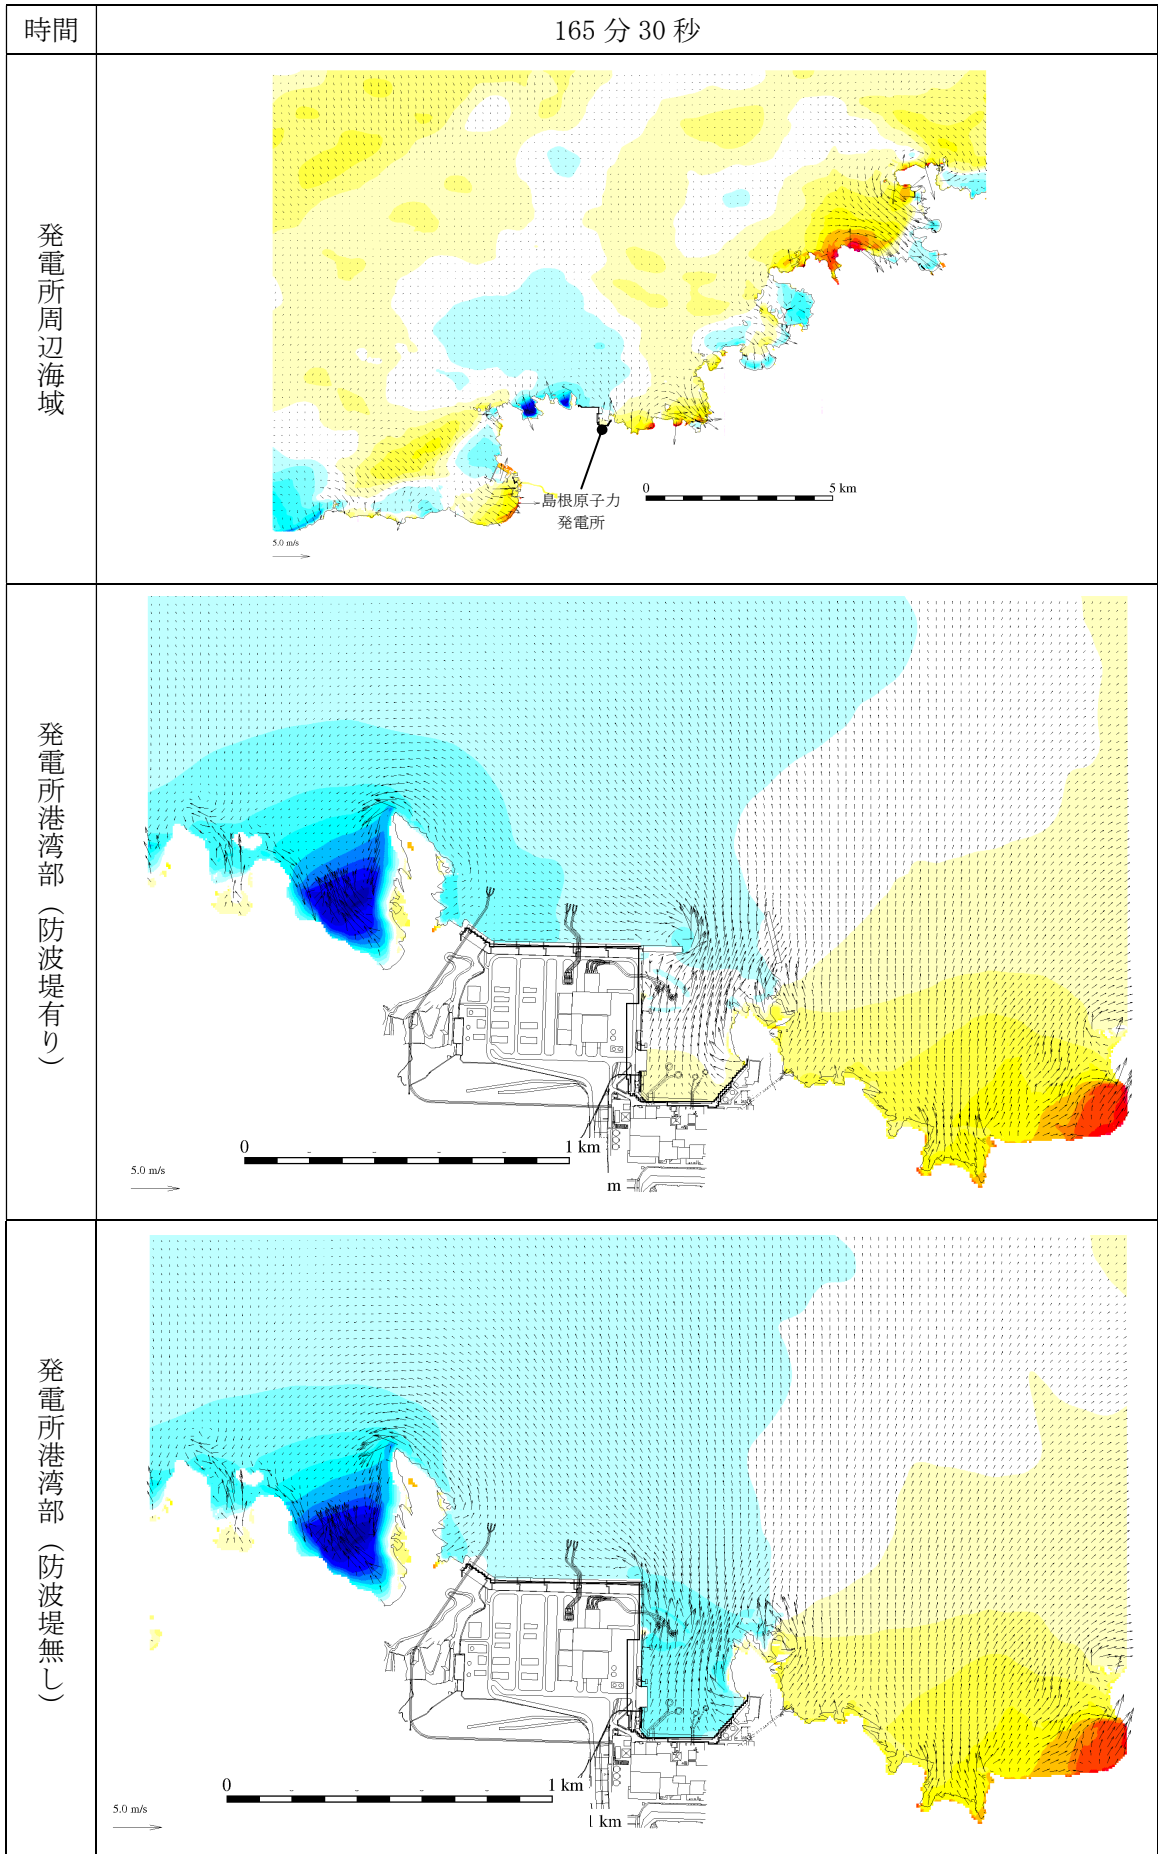 時間
165分30秒
発電所周辺海域
0 5 km
島根原子力
発電所
5.0 m/s
発電所港湾部（防波堤有り）
0 1 km
5.0 m/s
m
発電所港湾部（防波堤無し）
0 1 km
5.0 m/s
1 km